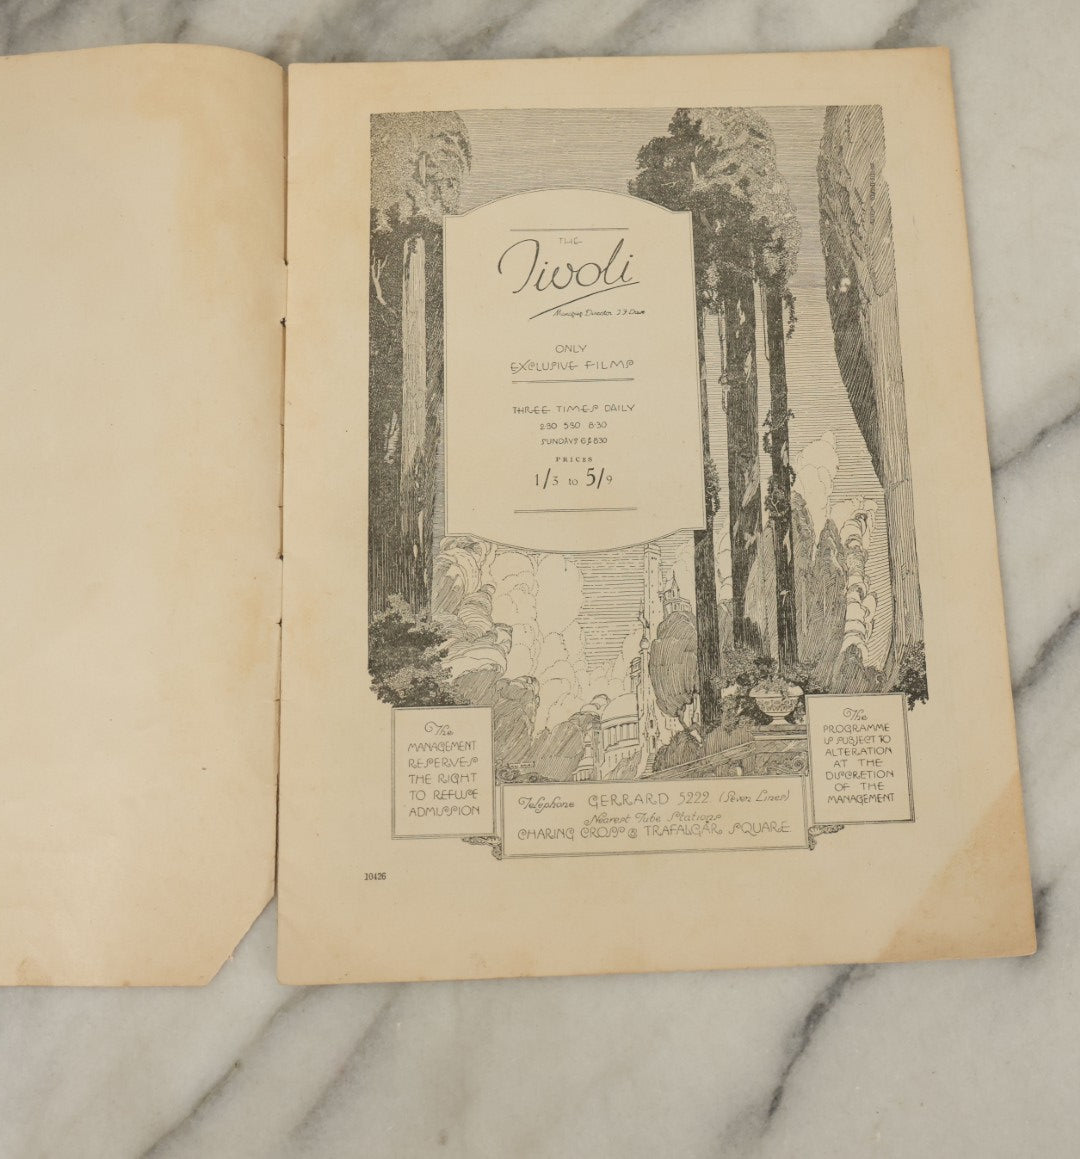 THE
Tivoli
Managing Director J.F. Dave
ONLY
EXCLUSIVE FILMS
THREE TIMES DAILY
2·30 5·30 8·30
SUNDAYS 6 & 8·30
PRICES
1/3 to 5/9
The
MANAGEMENT
RESERVES
THE RIGHT
TO REFUSE
ADMISSION
The
PROGRAMME
IS SUBJECT TO
ALTERATION
AT THE
DISCRETION
OF THE
MANAGEMENT
Telephone GERRARD 5222 (Seven Lines)
Nearest Tube Stations
CHARING CROSS & TRAFALGAR SQUARE
10426